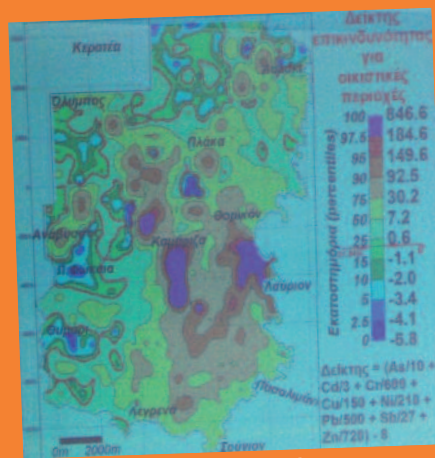 Δείκτης
επικινδυνότητας
για
οικιστικές
περιοχές
Κερατέα
Όλυμπος
Πλάκα
Θορικόν
Καμάριζα
Λαύριον
Λεγρενά
Σούνιον
Εκατοστημόρια (percentiles)
100 846.6
97.5 184.6
95 149.6
90 92.5
75 30.2
50 7.2
25 0.6
15 -1.1
10 -2.0
5 -3.4
2.5 -4.1
0 -5.8
0m 2000m
Δείκτης = (As/10 +
Cd/3 + Cr/600 +
Cu/150 + Ni/210 +
Pb/500 + Sb/27 +
Zn/720) - 8